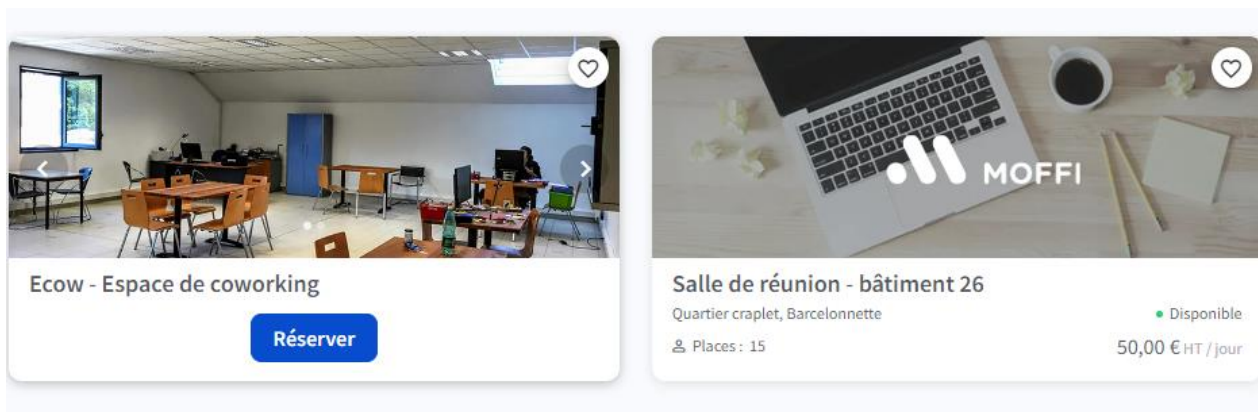 MOFFI
Ecow - Espace de coworking
Réserver
Salle de réunion - bâtiment 26
Quartier craplet, Barcelonnette
Disponible
Places : 15
50,00 € HT / jour